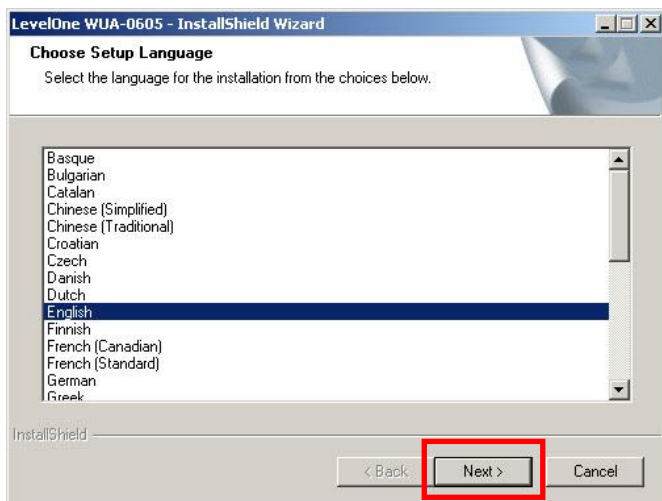 LevelOne WUA-0605 - InstallShield Wizard
Choose Setup Language
Select the language for the installation from the choices below.
Basque
Bulgarian
Catalan
Chinese (Simplified)
Chinese (Traditional)
Croatian
Czech
Danish
Dutch
English
Finnish
French (Canadian)
French (Standard)
German
Greek
InstallShield
< Back Next > Cancel